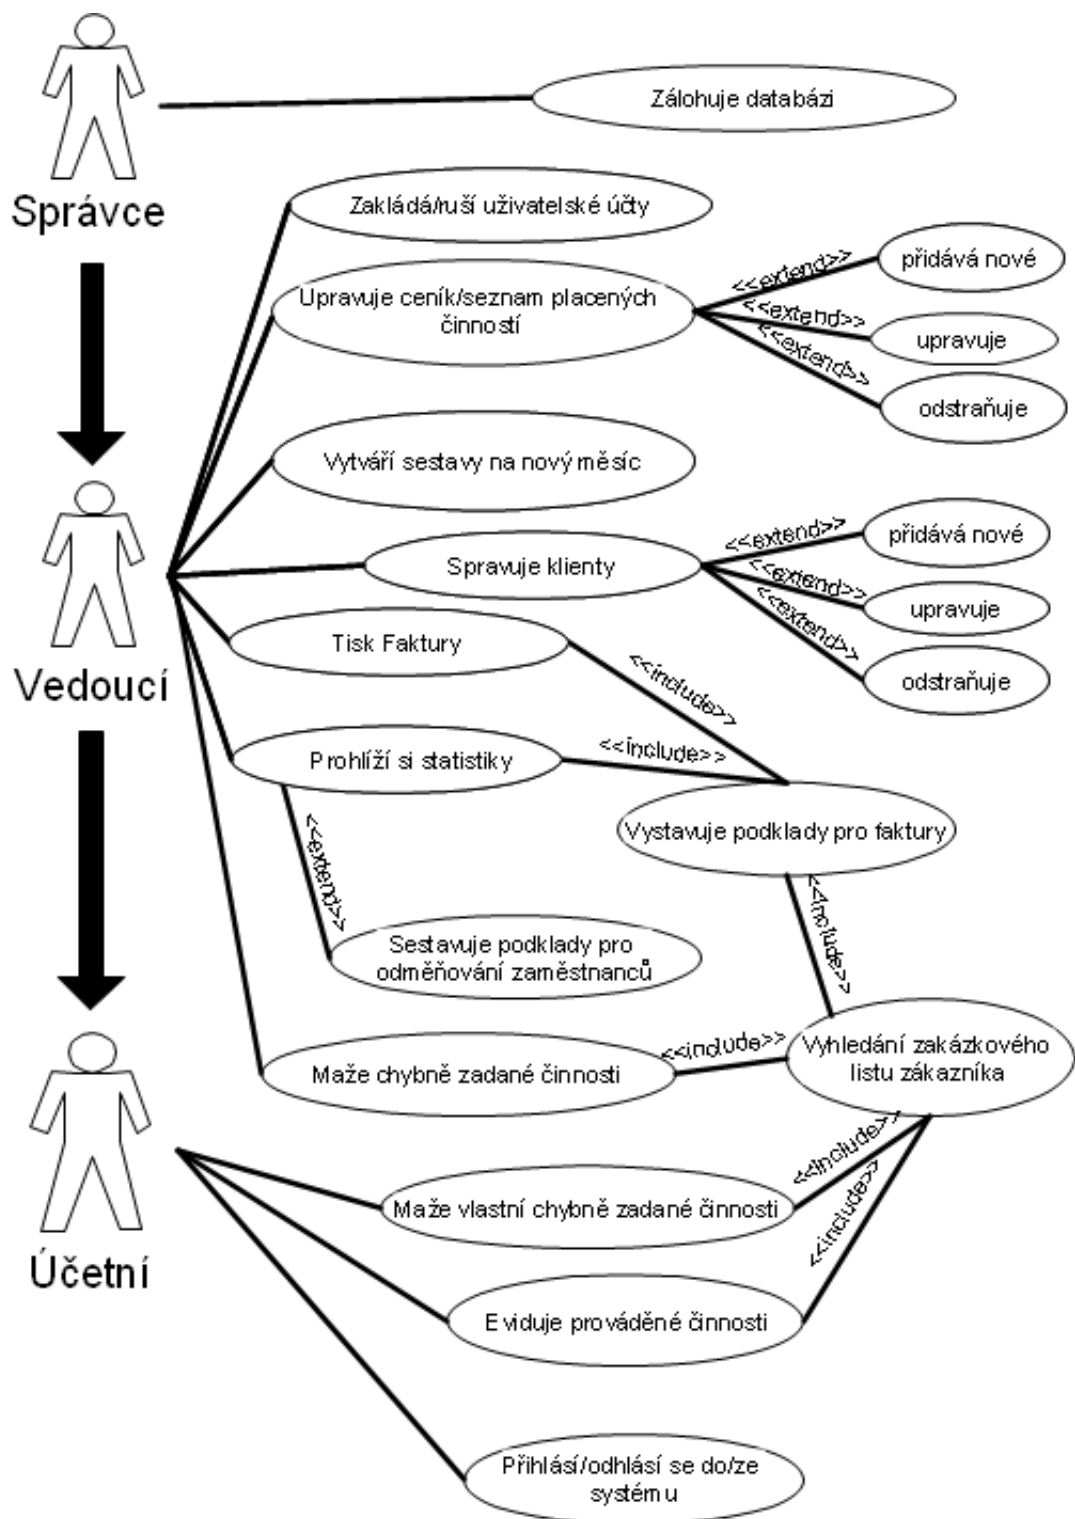 Zálohuje databázi
Správce
Zakládá/ruší uživatelské účty
<<extend>>
přidává nové
Upravuje ceník/seznam placených
činností
<<extend>>
upravuje
<<extend>>
odstraňuje
Vytváří sestavy na nový měsíc
<<extend>>
přidává nové
Spravuje klienty
<<extend>>
upravuje
<<extend>>
odstraňuje
Tisk Faktury
<<include>>
Vedoucí
Prohlíží si statistiky
<<include>>
Vystavuje podklady pro faktury
<<extend>>
<<include>>
Sestavuje podklady pro
odměňování zaměstnanců
Maže chybně zadané činnosti
<<include>>
Vyhledání zakázkového
listu zákazníka
<<include>>
Maže vlastní chybně zadané činnosti
<<include>>
Účetní
Eviduje prováděné činnosti
Přihlásí/odhlásí se do/ze
systému